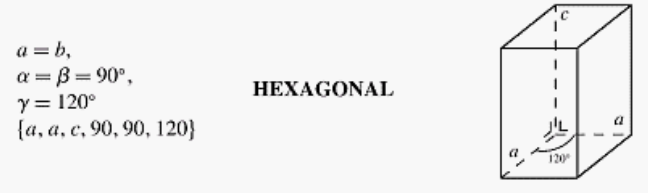 a = b,
α = β = 90°,
γ = 120°
{a, a, c, 90, 90, 120}
HEXAGONAL
c
a
a
120°